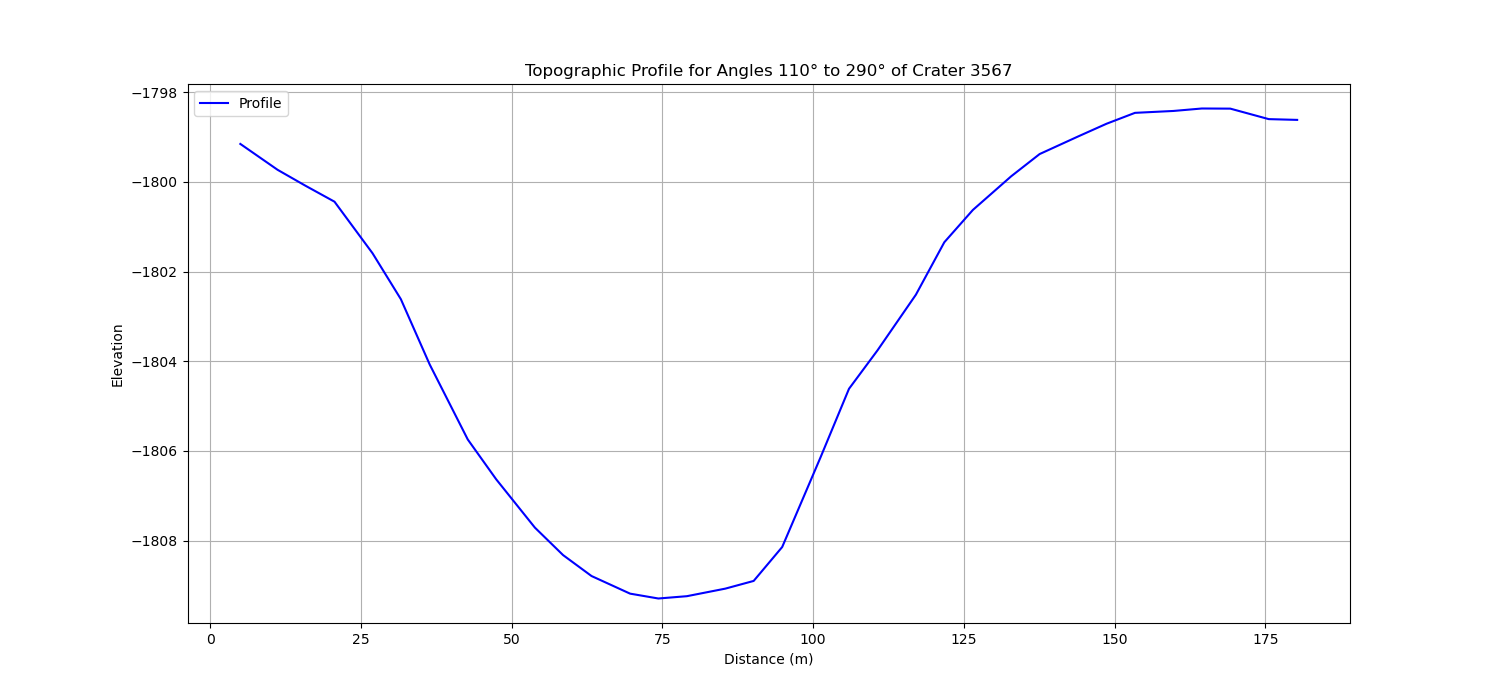 Topographic Profile for Angles 110° to 290° of Crater 3567
Profile
−1798
−1800
−1802
−1804
−1806
−1808
Elevation
0 25 50 75 100 125 150 175
Distance (m)